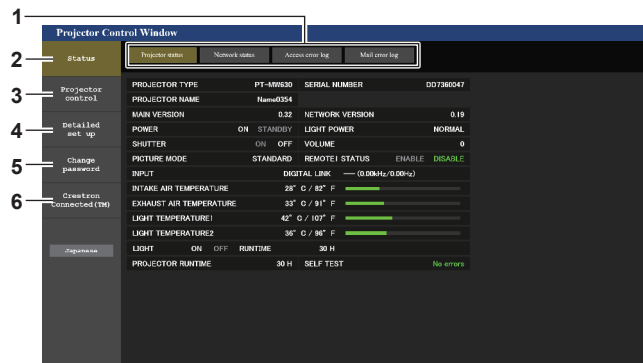 1
Projector Control Window
2 Status
Projector status Network status Access error log Mail error log
3 Projector control
4 Detailed set up
5 Change password
6 Crestron Connected(TM)
Japanese
PROJECTOR TYPE PT-MW630 SERIAL NUMBER DD7360047
PROJECTOR NAME Name0354
MAIN VERSION 0.32 NETWORK VERSION 0.19
POWER ON STANDBY LIGHT POWER NORMAL
SHUTTER ON OFF VOLUME 0
PICTURE MODE STANDARD REMOTE1 STATUS ENABLE DISABLE
INPUT DIGITAL LINK — (0.00kHz/0.00Hz)
INTAKE AIR TEMPERATURE 28° C / 82° F
EXHAUST AIR TEMPERATURE 33° C / 91° F
LIGHT TEMPERATURE1 42° C / 107° F
LIGHT TEMPERATURE2 36° C / 96° F
LIGHT ON OFF RUNTIME 30 H
PROJECTOR RUNTIME 30 H SELF TEST No errors